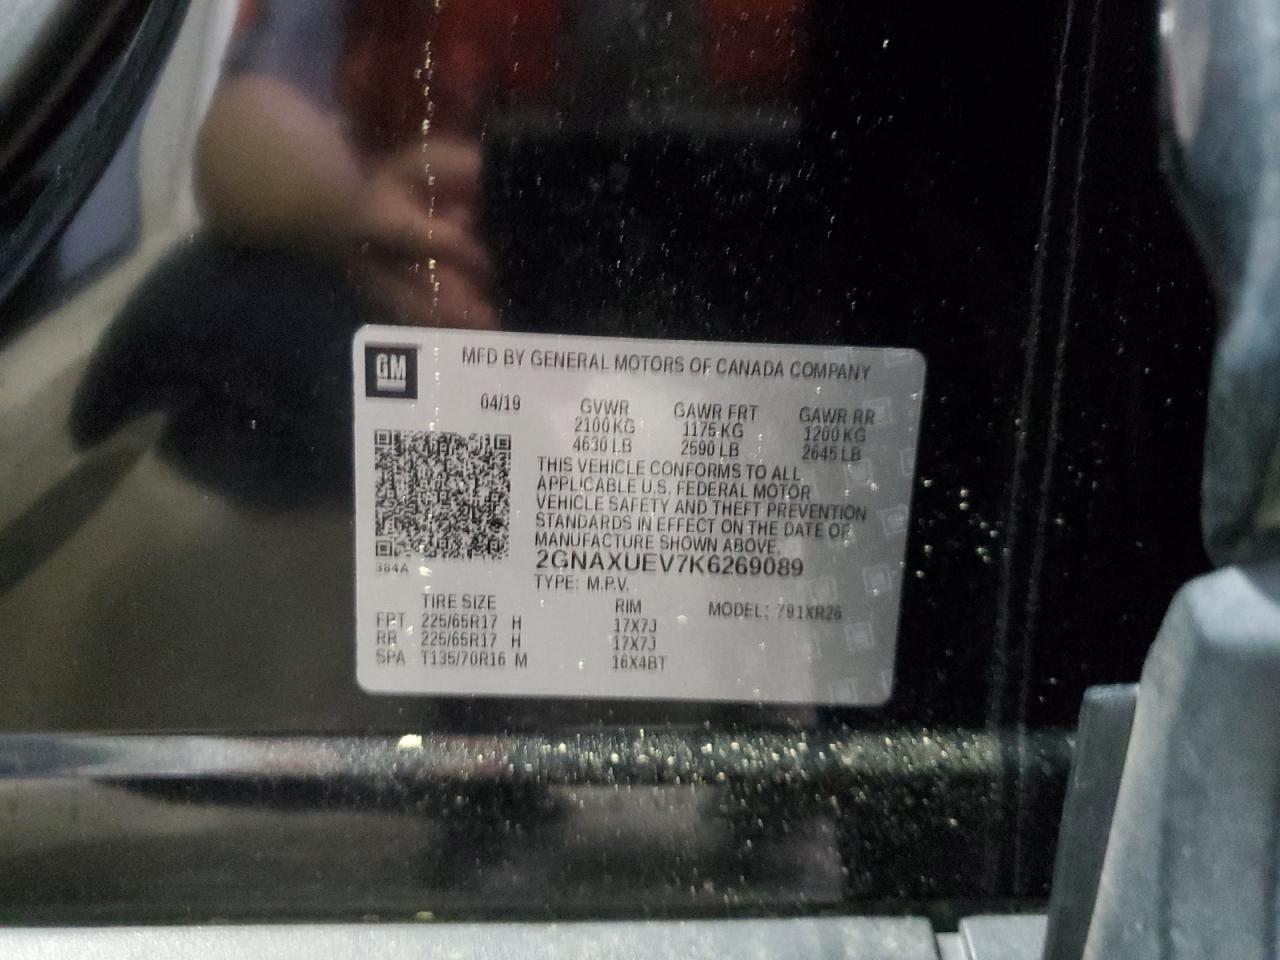 GM
MFD BY GENERAL MOTORS OF CANADA COMPANY
04/19 GVWR GAWR FRT GAWR RR
2100 KG 1175 KG 1200 KG
4630 LB 2590 LB 2645 LB
THIS VEHICLE CONFORMS TO ALL
APPLICABLE U.S. FEDERAL MOTOR
VEHICLE SAFETY AND THEFT PREVENTION
STANDARDS IN EFFECT ON THE DATE OF
MANUFACTURE SHOWN ABOVE.
2GNAXUEV7K6269089
384A
TYPE: M.P.V.
TIRE SIZE RIM MODEL: 791XR26
FPT 225/65R17 H 17X7J
RR 225/65R17 H 17X7J
SPA T135/70R16 M 16X4BT